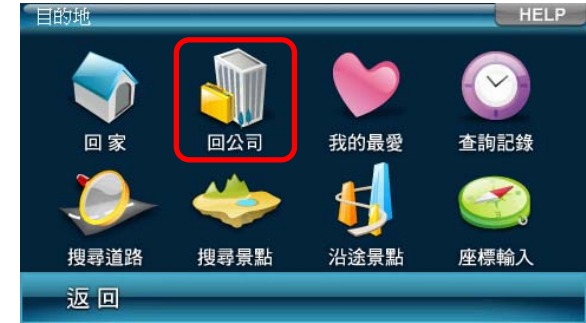 目的地
HELP
回家
回公司
我的最愛
查詢記錄
搜尋道路
搜尋景點
沿途景點
座標輸入
返回